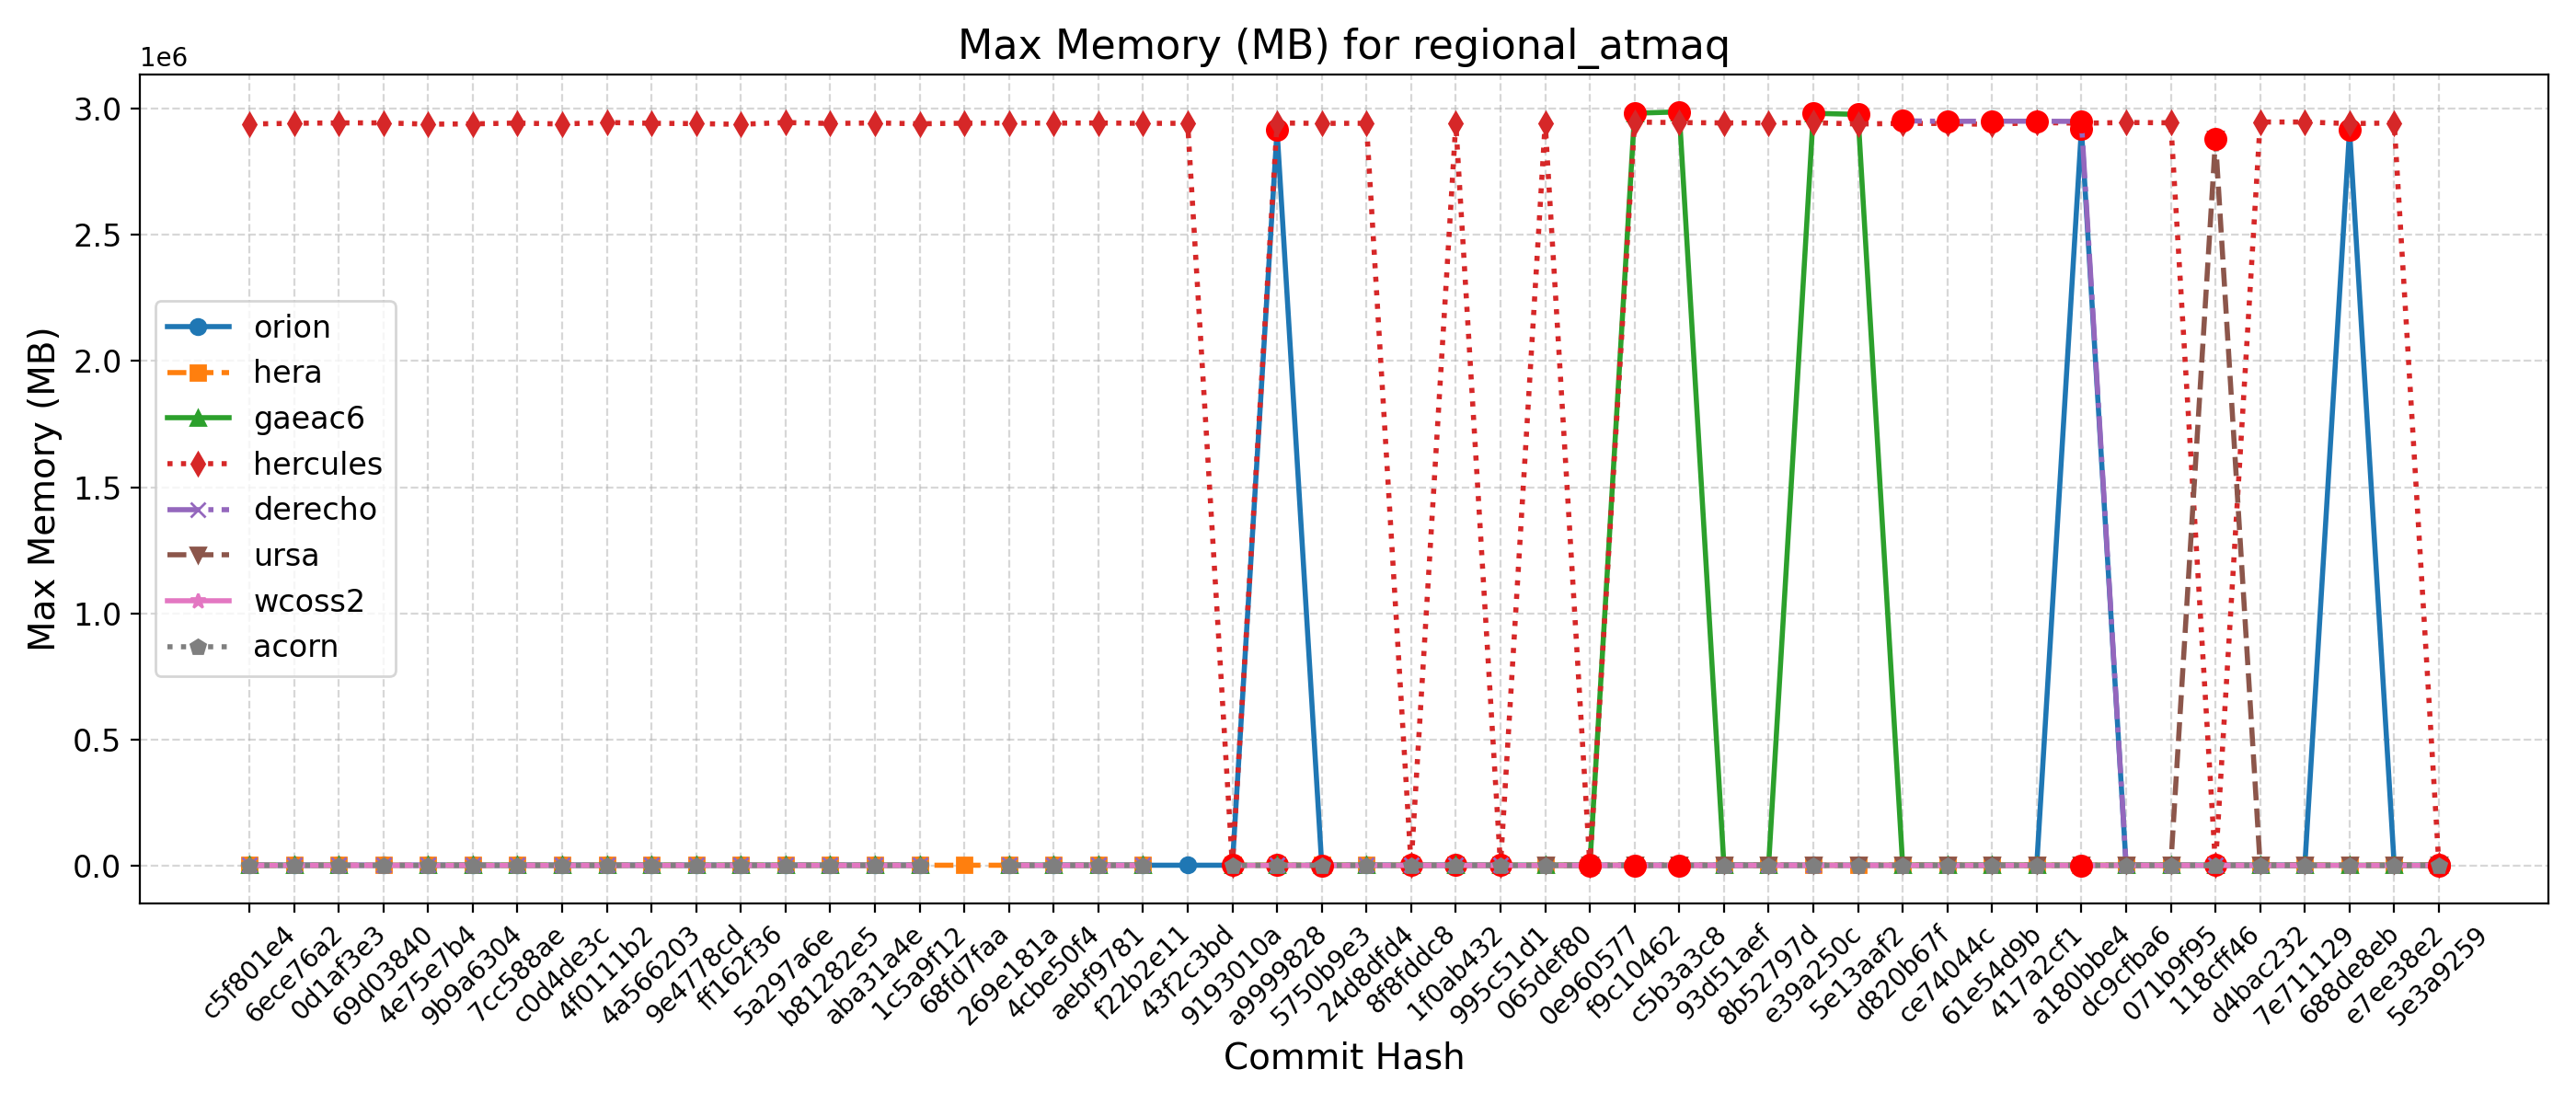 Max Memory (MB) for regional_atmaq
1e6
3.0
2.5
2.0
1.5
1.0
0.5
0.0
Max Memory (MB)
orion
hera
gaeac6
hercules
derecho
ursa
wcoss2
acorn
c5f801e4
6ece76a2
0d1af3e3
69d03840
4e75e7b4
9b9a6304
7cc588ae
c0d4de3c
4f0111b2
4a566203
9e4778cd
ff162f36
5a297a6e
b81282e5
aba31a4e
1c5a9f12
68fd7faa
269e181a
4cbe50f4
aebf9781
f22b2e11
43f2c3bd
9193010a
a9999828
5750b9e3
24d8dfd4
8f8fddc8
1f0ab432
995c51d1
065def80
0e960577
f9c10462
c5b3a3c8
93d51aef
8b52797d
e39a250c
5e13aaf2
d820b67f
ce74044c
61e54d9b
417a2cf1
a180bbe4
dc9cfba6
071b9f95
118cff46
d4bac232
7e711129
688de8eb
e7ee38e2
5e3a9259
Commit Hash